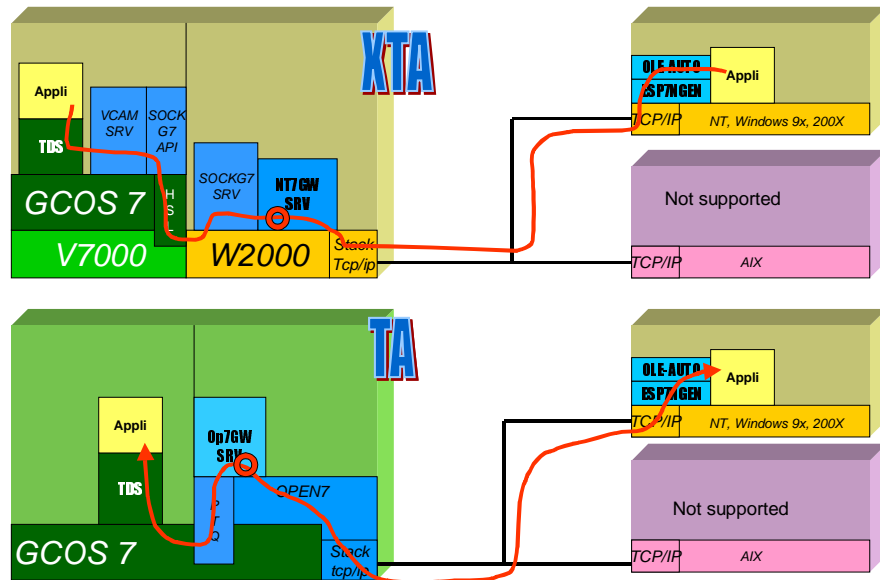 XTA
Appli
VCAM
SRV
SOCK
G7
API
TDS
SOCKG7
SRV
NT7GW
SRV
GCOS 7
H
S
L
V7000
W2000
Stack
Tcp/ip
OLE-AUTO
ESP7NGEN
Appli
TCP/IP
NT, Windows 9x, 200X
Not supported
TCP/IP
AIX
TA
Appli
Op7GW
SRV
TDS
P
T
Q
OPEN7
GCOS 7
Stack
tcp/ip
OLE-AUTO
ESP7NGEN
Appli
TCP/IP
NT, Windows 9x, 200X
Not supported
TCP/IP
AIX